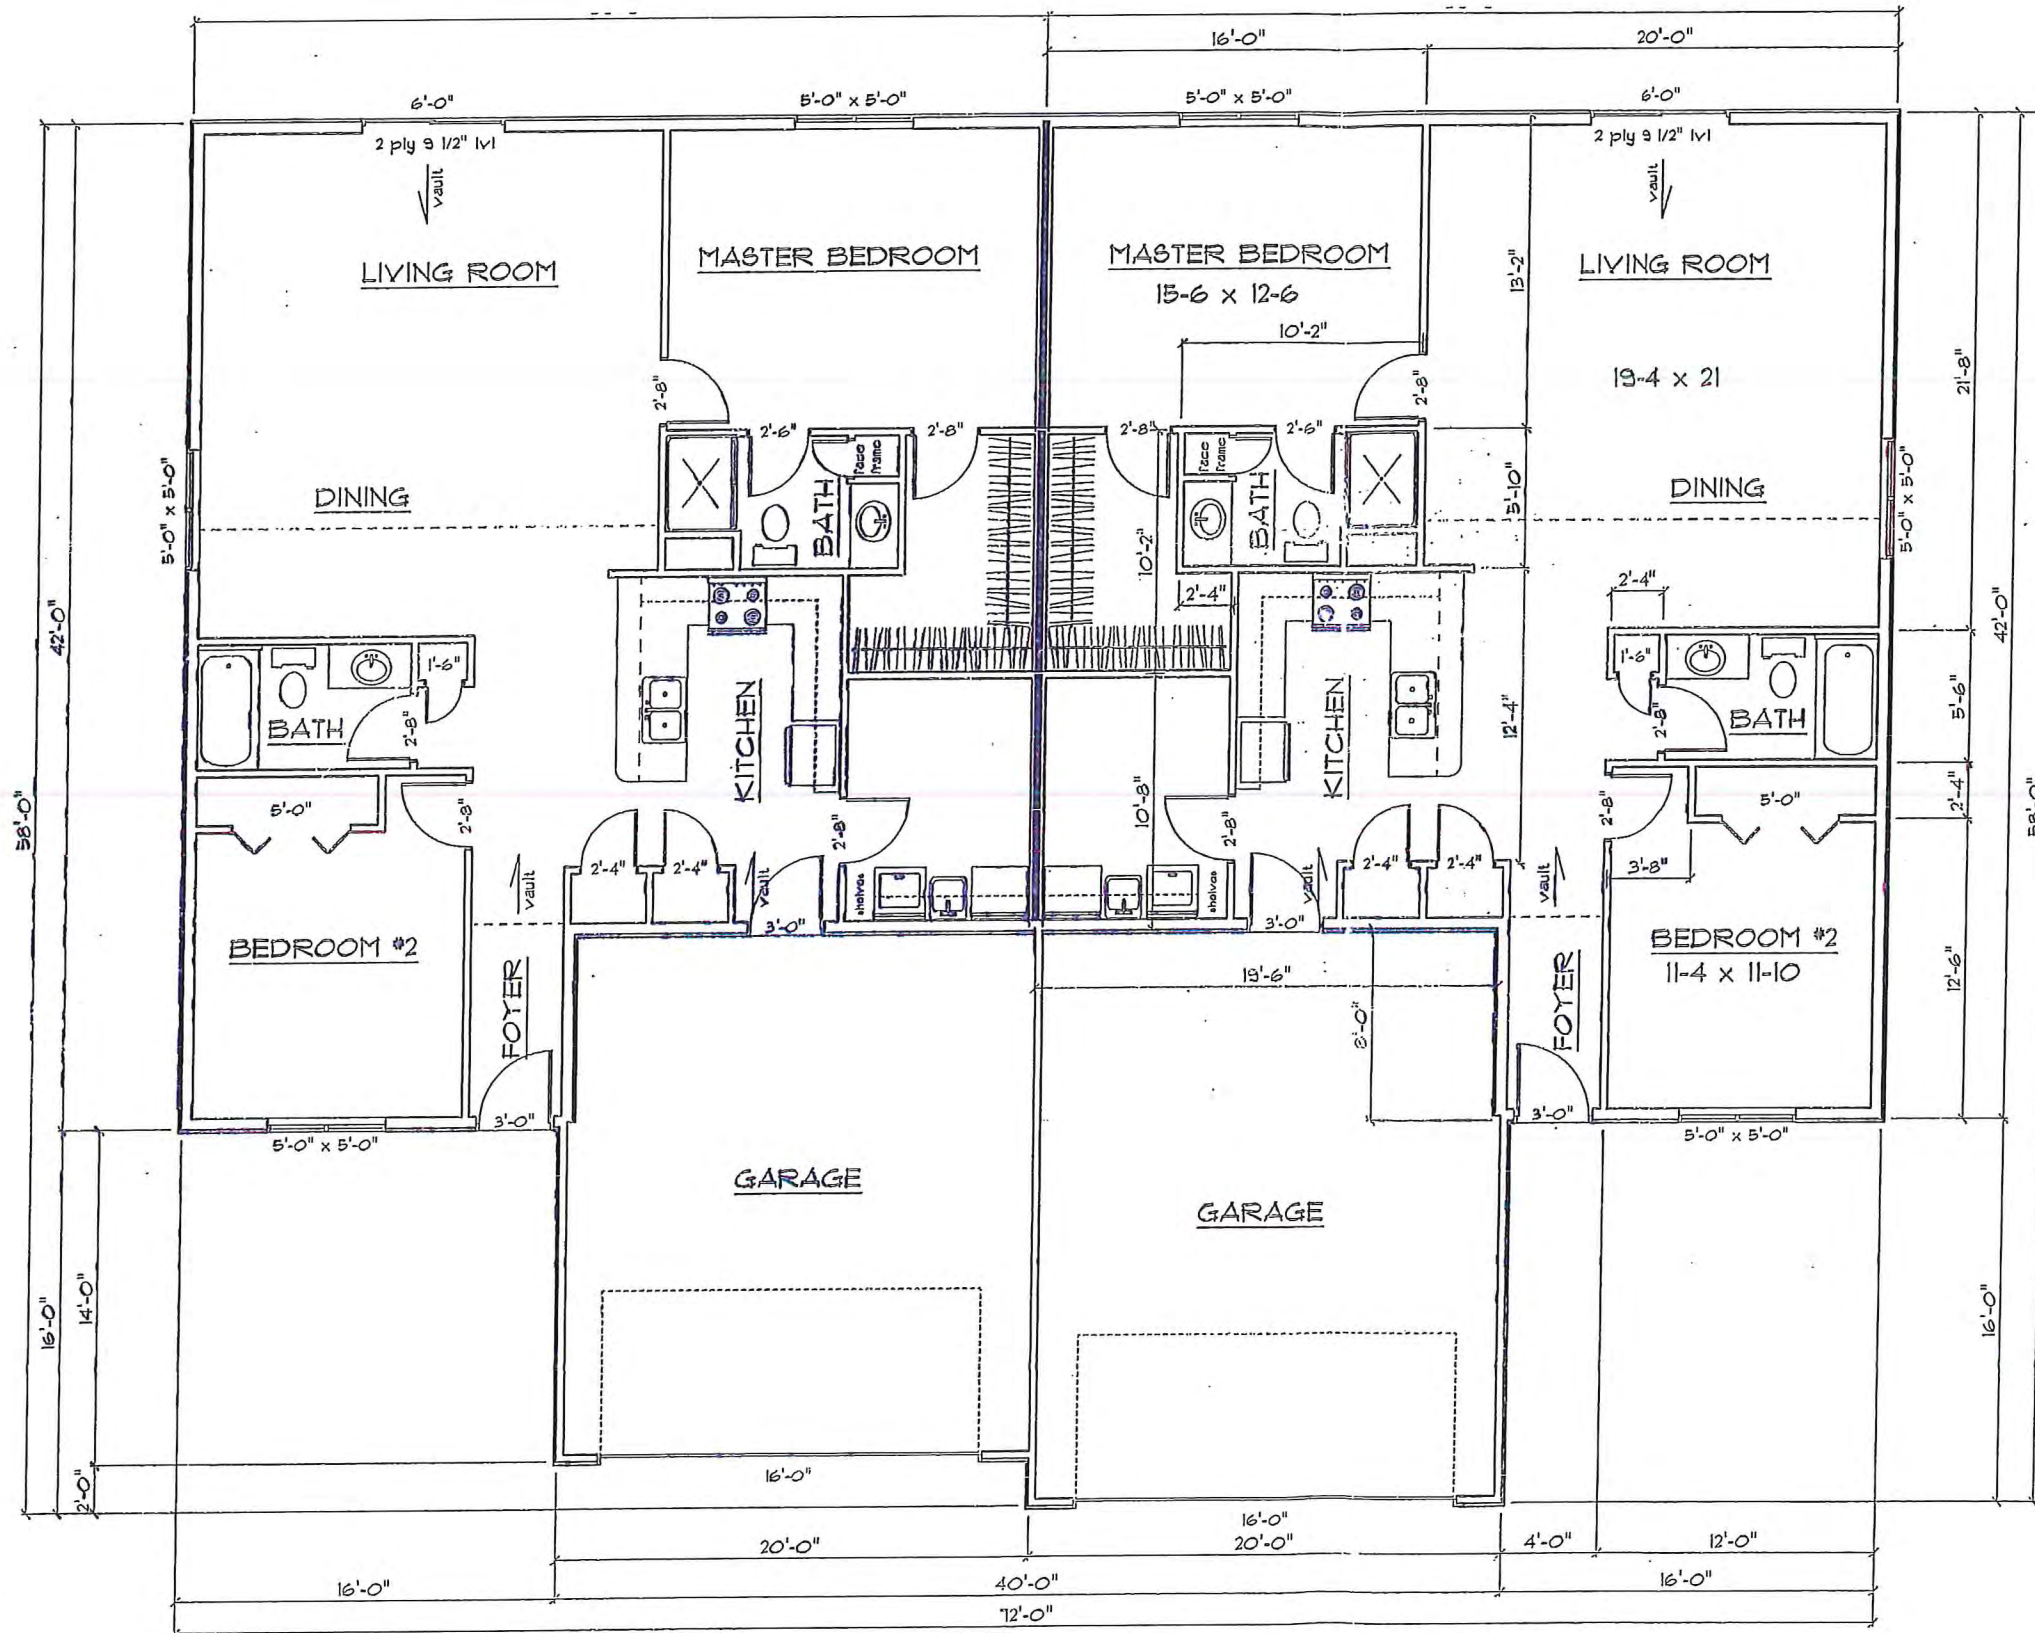 16'-0"
20'-0"
6'-0"
5'-0" x 5'-0"
5'-0" x 5'-0"
6'-0"
2 ply 9 1/2" lvl
2 ply 9 1/2" lvl
vault
vault
LIVING ROOM
MASTER BEDROOM
MASTER BEDROOM
15-6 x 12-6
LIVING ROOM
13'-2"
10'-2"
19-4 x 21
21'-8"
2'-8"
2'-8"
2'-6"
2'-8"
2'-8"
2'-6"
face
frame
face
frame
5'-0" x 5'-0"
DINING
BATH
BATH
5'-10"
DINING
5'-0" x 5'-0"
10'-2"
2'-4"
2'-4"
42'-0"
42'-0"
1'-6"
1'-6"
BATH
2'-8"
KITCHEN
KITCHEN
12'-4"
2'-8"
BATH
5'-6"
58'-0"
5'-0"
2'-8"
2'-8"
10'-8"
2'-8"
2'-8"
5'-0"
2'-4"
58'-0"
2'-4"
2'-4"
2'-4"
2'-4"
3'-8"
vault
vault
vault
vault
shelves
shelves
3'-0"
3'-0"
BEDROOM #2
BEDROOM #2
11-4 x 11-10
19'-6"
12'-6"
FOYER
8'-0"
FOYER
3'-0"
3'-0"
5'-0" x 5'-0"
5'-0" x 5'-0"
GARAGE
GARAGE
16'-0"
14'-0"
16'-0"
2'-0"
16'-0"
16'-0"
20'-0"
20'-0"
4'-0"
12'-0"
16'-0"
40'-0"
16'-0"
72'-0"